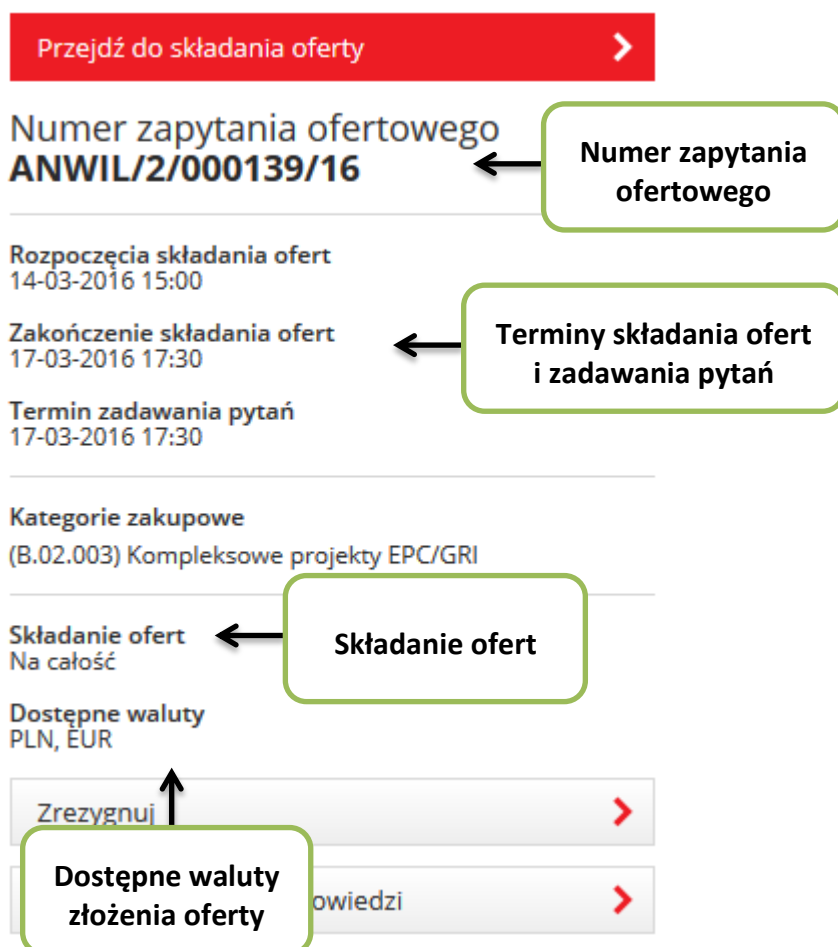 Przejdź do składania oferty
Numer zapytania ofertowego
ANWIL/2/000139/16
Numer zapytania
ofertowego
Rozpoczęcia składania ofert
14-03-2016 15:00
Zakończenie składania ofert
17-03-2016 17:30
Terminy składania ofert
i zadawania pytań
Termin zadawania pytań
17-03-2016 17:30
Kategorie zakupowe
(B.02.003) Kompleksowe projekty EPC/GRI
Składanie ofert
Na całość
Składanie ofert
Dostępne waluty
PLN, EUR
Zrezygnuj
Dostępne waluty
złożenia oferty
owiedzi